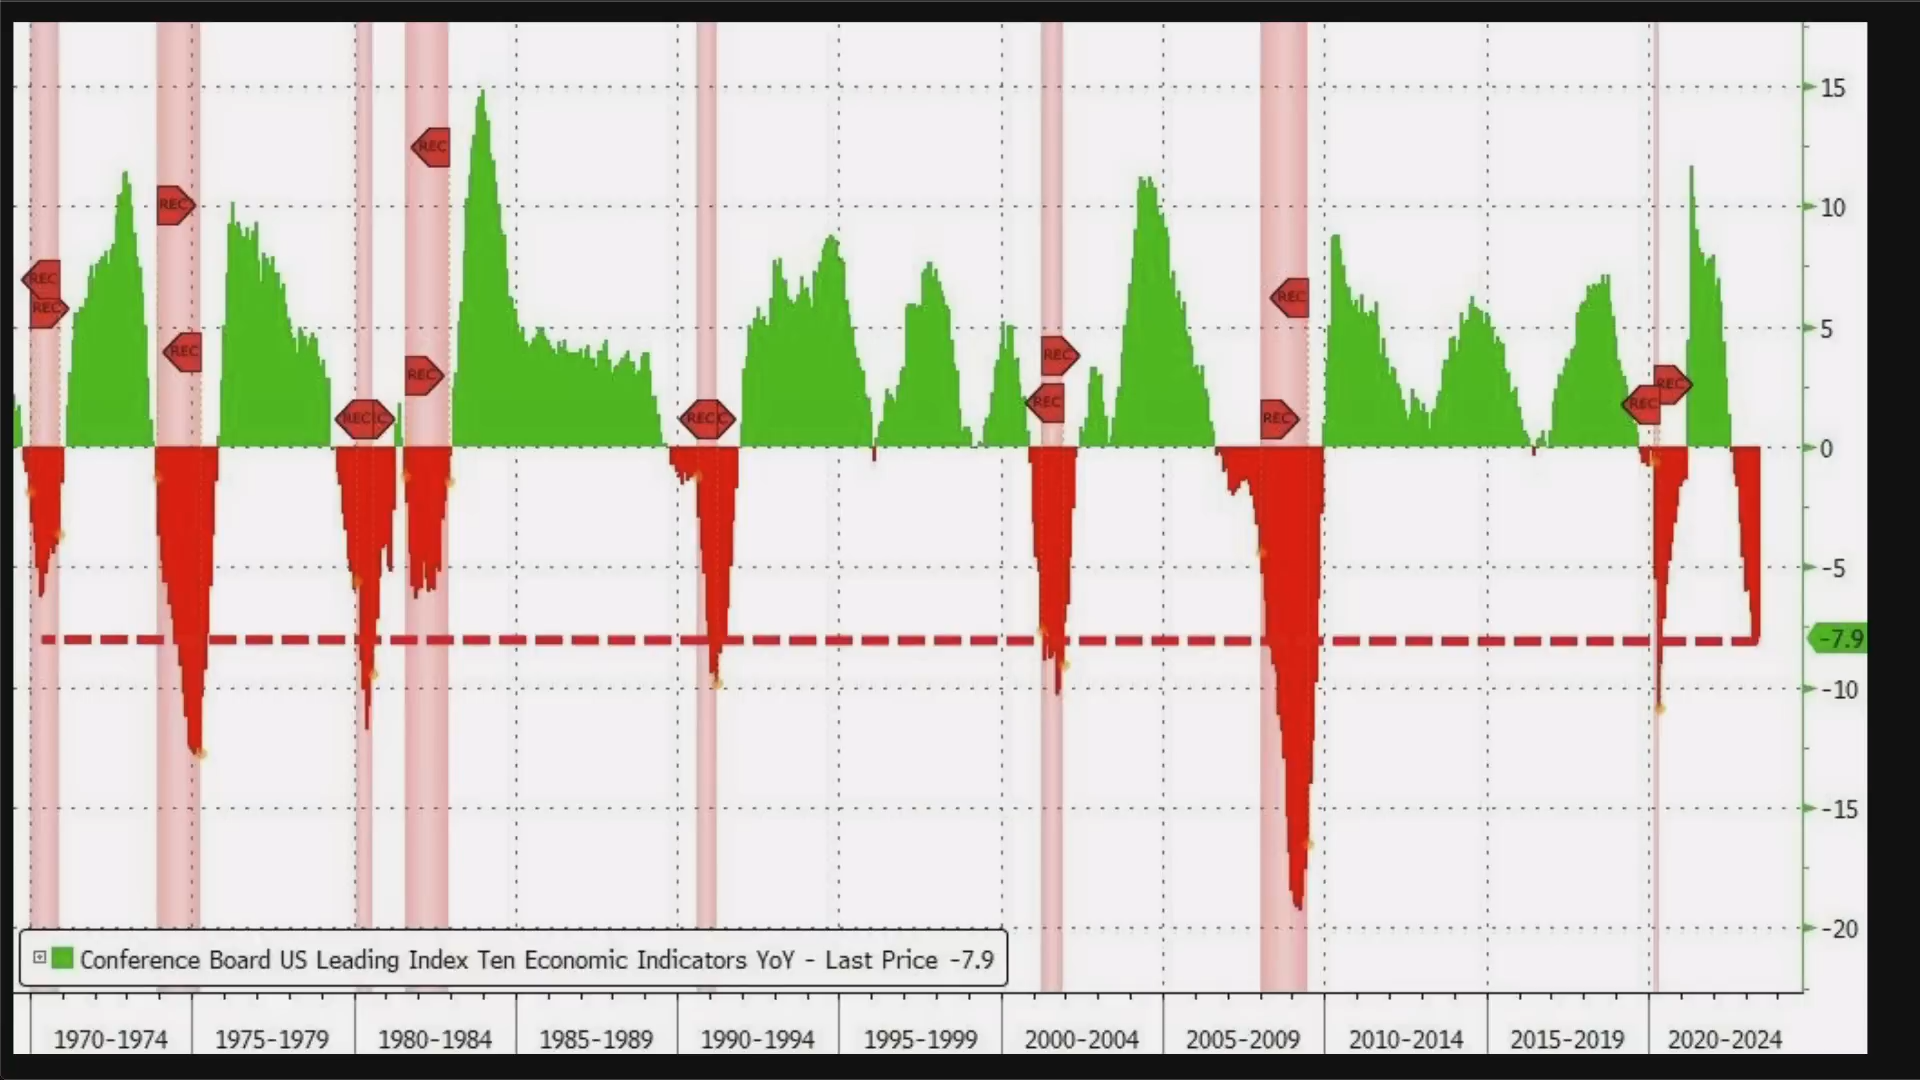 15
REC
REC
10
REC
REC
REC
REC
5
REC
REC
REC
REC
REC
REC
REC
REC C
REC
REC
REC
0
-5
-7.9
-10
-15
-20
Conference Board US Leading Index Ten Economic Indicators YoY - Last Price -7.9
1970-1974 1975-1979 1980-1984 1985-1989 1990-1994 1995-1999 2000-2004 2005-2009 2010-2014 2015-2019 2020-2024